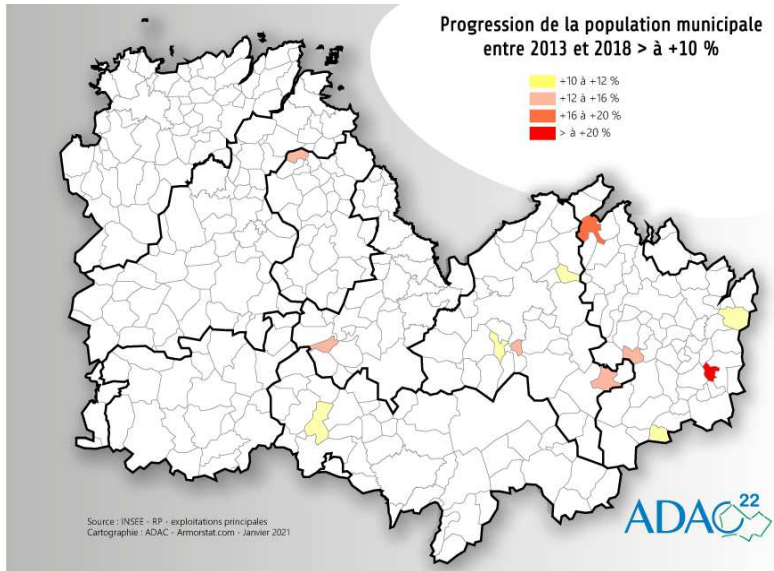 Progression de la population municipale
entre 2013 et 2018 > à +10 %
+10 à +12 %
+12 à +16 %
+16 à +20 %
> à +20 %
Source : INSEE - RP - exploitations principales
Cartographie : ADAC - Armorstat.com - Janvier 2021
ADAC 22